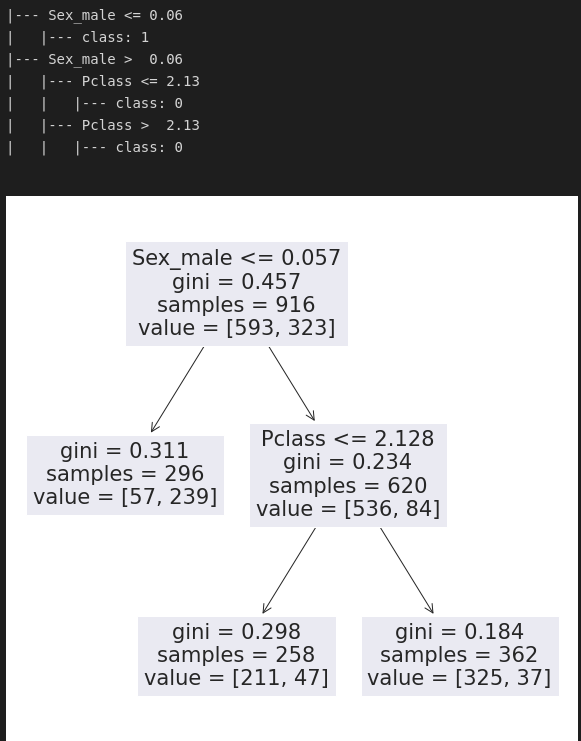 |--- Sex_male <= 0.06
|   |--- class: 1
|--- Sex_male >  0.06
|   |--- Pclass <= 2.13
|   |   |--- class: 0
|   |--- Pclass >  2.13
|   |   |--- class: 0
Sex_male <= 0.057
gini = 0.457
samples = 916
value = [593, 323]
gini = 0.311
samples = 296
value = [57, 239]
Pclass <= 2.128
gini = 0.234
samples = 620
value = [536, 84]
gini = 0.298
samples = 258
value = [211, 47]
gini = 0.184
samples = 362
value = [325, 37]